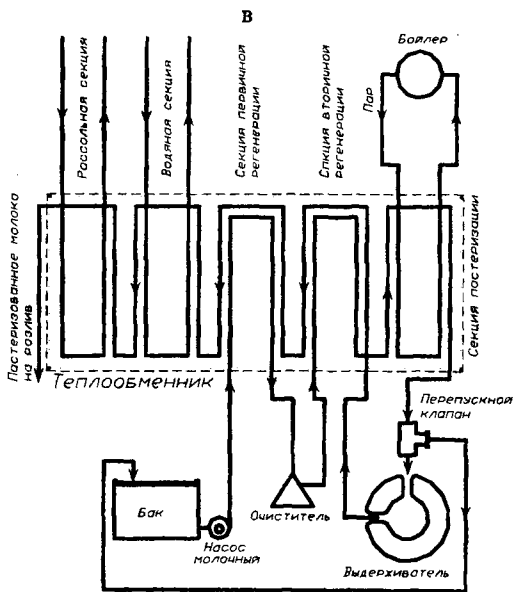 В
Бойлер
Рассольная секция
Водяная секция
Секция первичной
регенерации
Спкция вторичной
регенерации
Пар
Пастеризованное молоко
на розлив
Секция пастеризации
Теплообменник
Перепускной
клапан
Бак
Насос
молочный
Очиститель
Выдерживатель